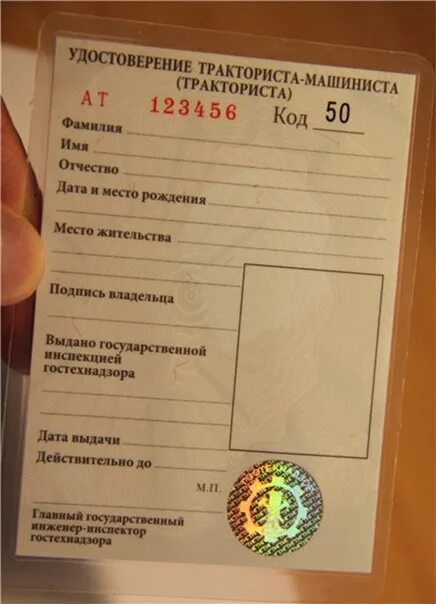 УДОСТОВЕРЕНИЕ ТРАКТОРИСТА-МАШИНИСТА
(ТРАКТОРИСТА)
АТ 123456 Код 50
Фамилия
Имя
Отчество
Дата и место рождения
Место жительства
Подпись владельца
Выдано государственной
инспекцией
гостехнадзора
Дата выдачи
Действительно до
М.П.
ГОСТЕХНАДЗОР
Главный государственный
инженер-инспектор
гостехнадзора